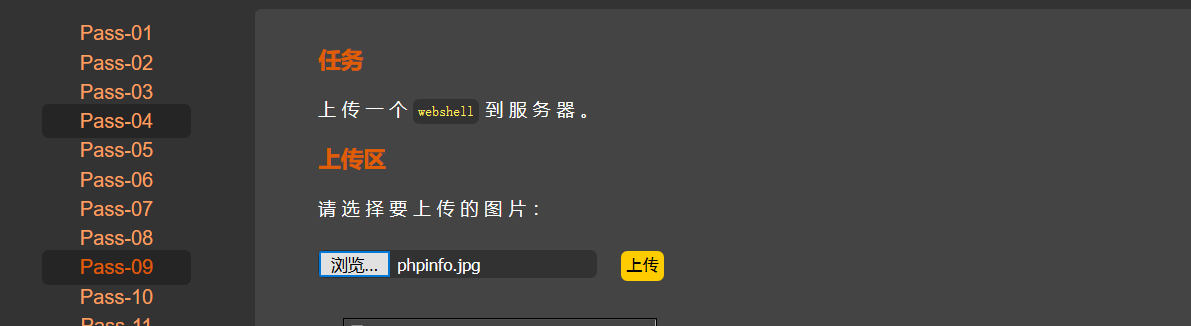 Pass-01
Pass-02
Pass-03
Pass-04
Pass-05
Pass-06
Pass-07
Pass-08
Pass-09
Pass-10
Pass-11
任务
上传一个 webshell 到服务器。
上传区
请选择要上传的图片：
浏览... phpinfo.jpg 上传